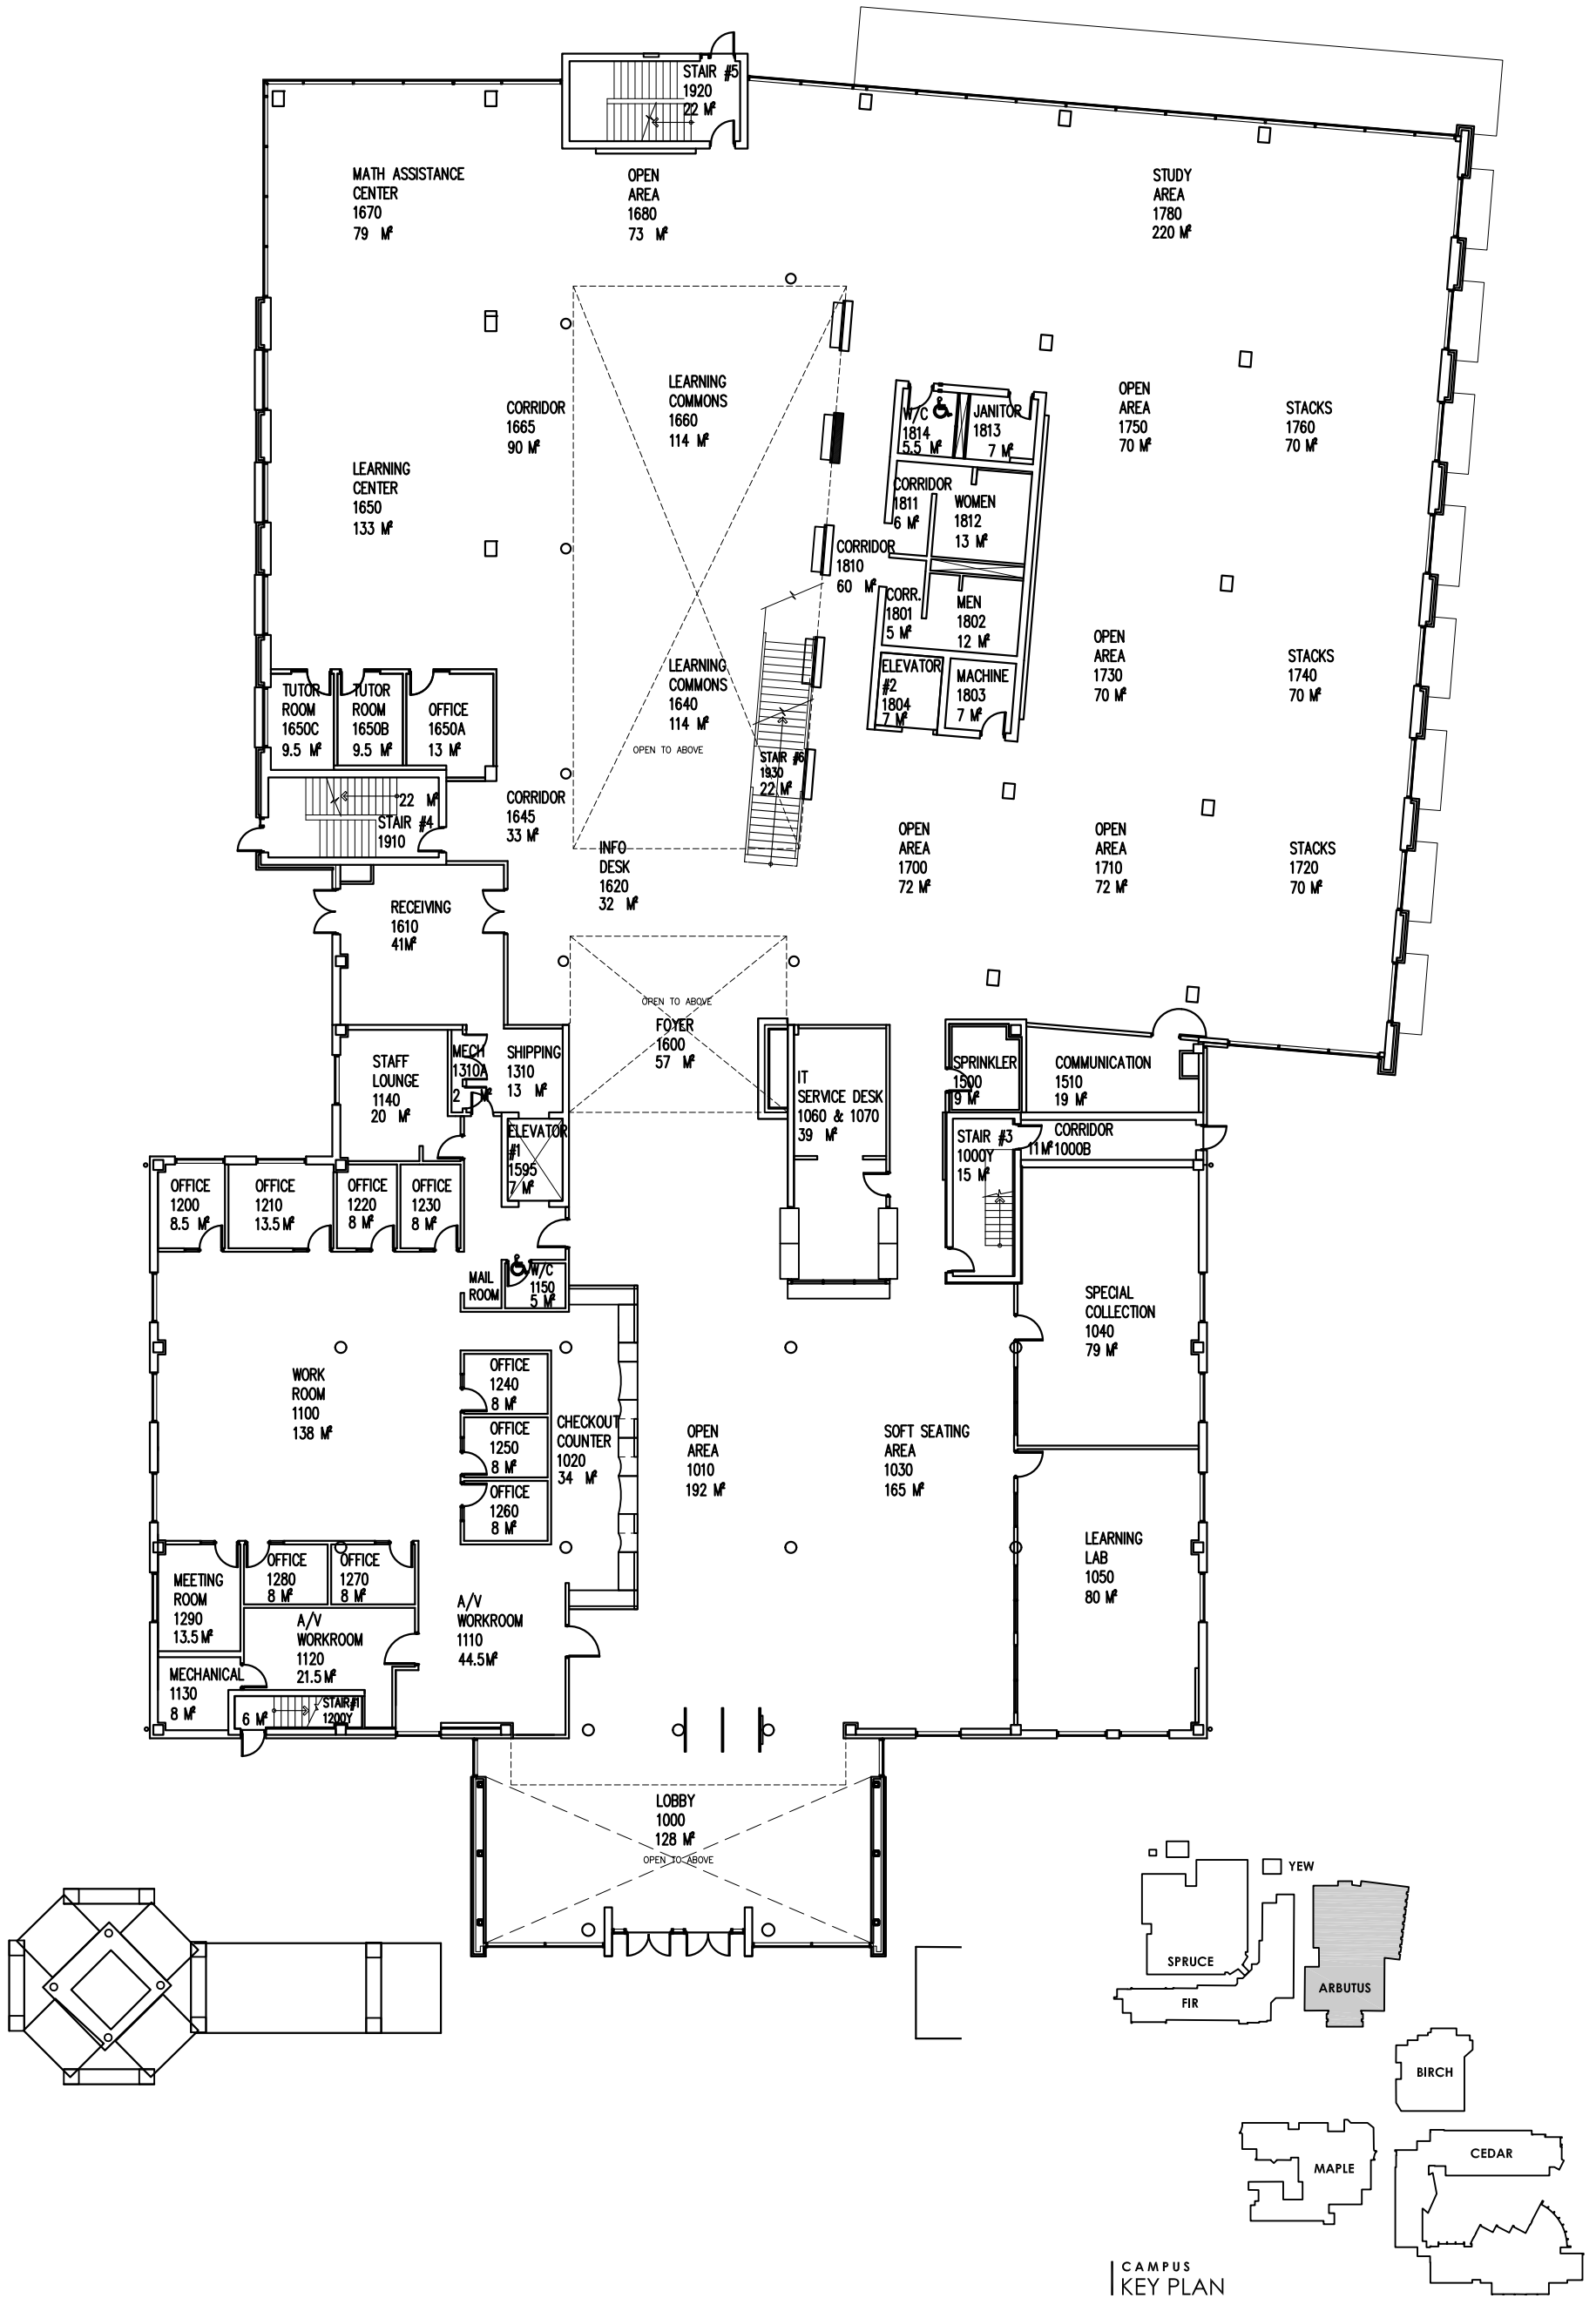 STAIR #5
1920
22 M²
MATH ASSISTANCE
CENTER
1670
79 M²
OPEN
AREA
1680
73 M²
STUDY
AREA
1780
220 M²
LEARNING
COMMONS
1660
114 M²
CORRIDOR
1665
90 M²
W/C
1814
5.5 M²
JANITOR
1813
7 M²
OPEN
AREA
1750
70 M²
STACKS
1760
70 M²
LEARNING
CENTER
1650
133 M²
CORRIDOR
1811
6 M²
WOMEN
1812
13 M²
CORRIDOR
1810
60 M²
CORR.
1801
5 M²
MEN
1802
12 M²
OPEN
AREA
1730
70 M²
STACKS
1740
70 M²
LEARNING
COMMONS
1640
114 M²
OPEN TO ABOVE
ELEVATOR
#2
1804
7 M²
MACHINE
1803
7 M²
TUTOR
ROOM
1650C
9.5 M²
TUTOR
ROOM
1650B
9.5 M²
OFFICE
1650A
13 M²
STAIR #6
1930
22 M²
22 M²
STAIR #4
1910
CORRIDOR
1645
33 M²
INFO
DESK
1620
32 M²
OPEN
AREA
1700
72 M²
OPEN
AREA
1710
72 M²
STACKS
1720
70 M²
RECEIVING
1610
41M²
OPEN TO ABOVE
FOYER
1600
57 M²
STAFF
LOUNGE
1140
20 M²
MECH
1310A
2 M²
SHIPPING
1310
13 M²
IT
SERVICE DESK
1060 & 1070
39 M²
SPRINKLER
1500
9 M²
COMMUNICATION
1510
19 M²
ELEVATOR
#1
1595
7 M²
STAIR #3
1000Y
15 M²
CORRIDOR
11M² 1000B
OFFICE
1200
8.5 M²
OFFICE
1210
13.5M²
OFFICE
1220
8 M²
OFFICE
1230
8 M²
MAIL
ROOM
W/C
1150
5 M²
SPECIAL
COLLECTION
1040
79 M²
WORK
ROOM
1100
138 M²
OFFICE
1240
8 M²
OFFICE
1250
8 M²
OFFICE
1260
8 M²
CHECKOUT
COUNTER
1020
34 M²
OPEN
AREA
1010
192 M²
SOFT SEATING
AREA
1030
165 M²
LEARNING
LAB
1050
80 M²
MEETING
ROOM
1290
13.5M²
OFFICE
1280
8 M²
OFFICE
1270
8 M²
A/V
WORKROOM
1120
21.5M²
A/V
WORKROOM
1110
44.5M²
MECHANICAL
1130
8 M²
6 M²
STAIR#1
1200Y
LOBBY
1000
128 M²
OPEN TO ABOVE
YEW
SPRUCE
FIR
ARBUTUS
BIRCH
MAPLE
CEDAR
CAMPUS
KEY PLAN